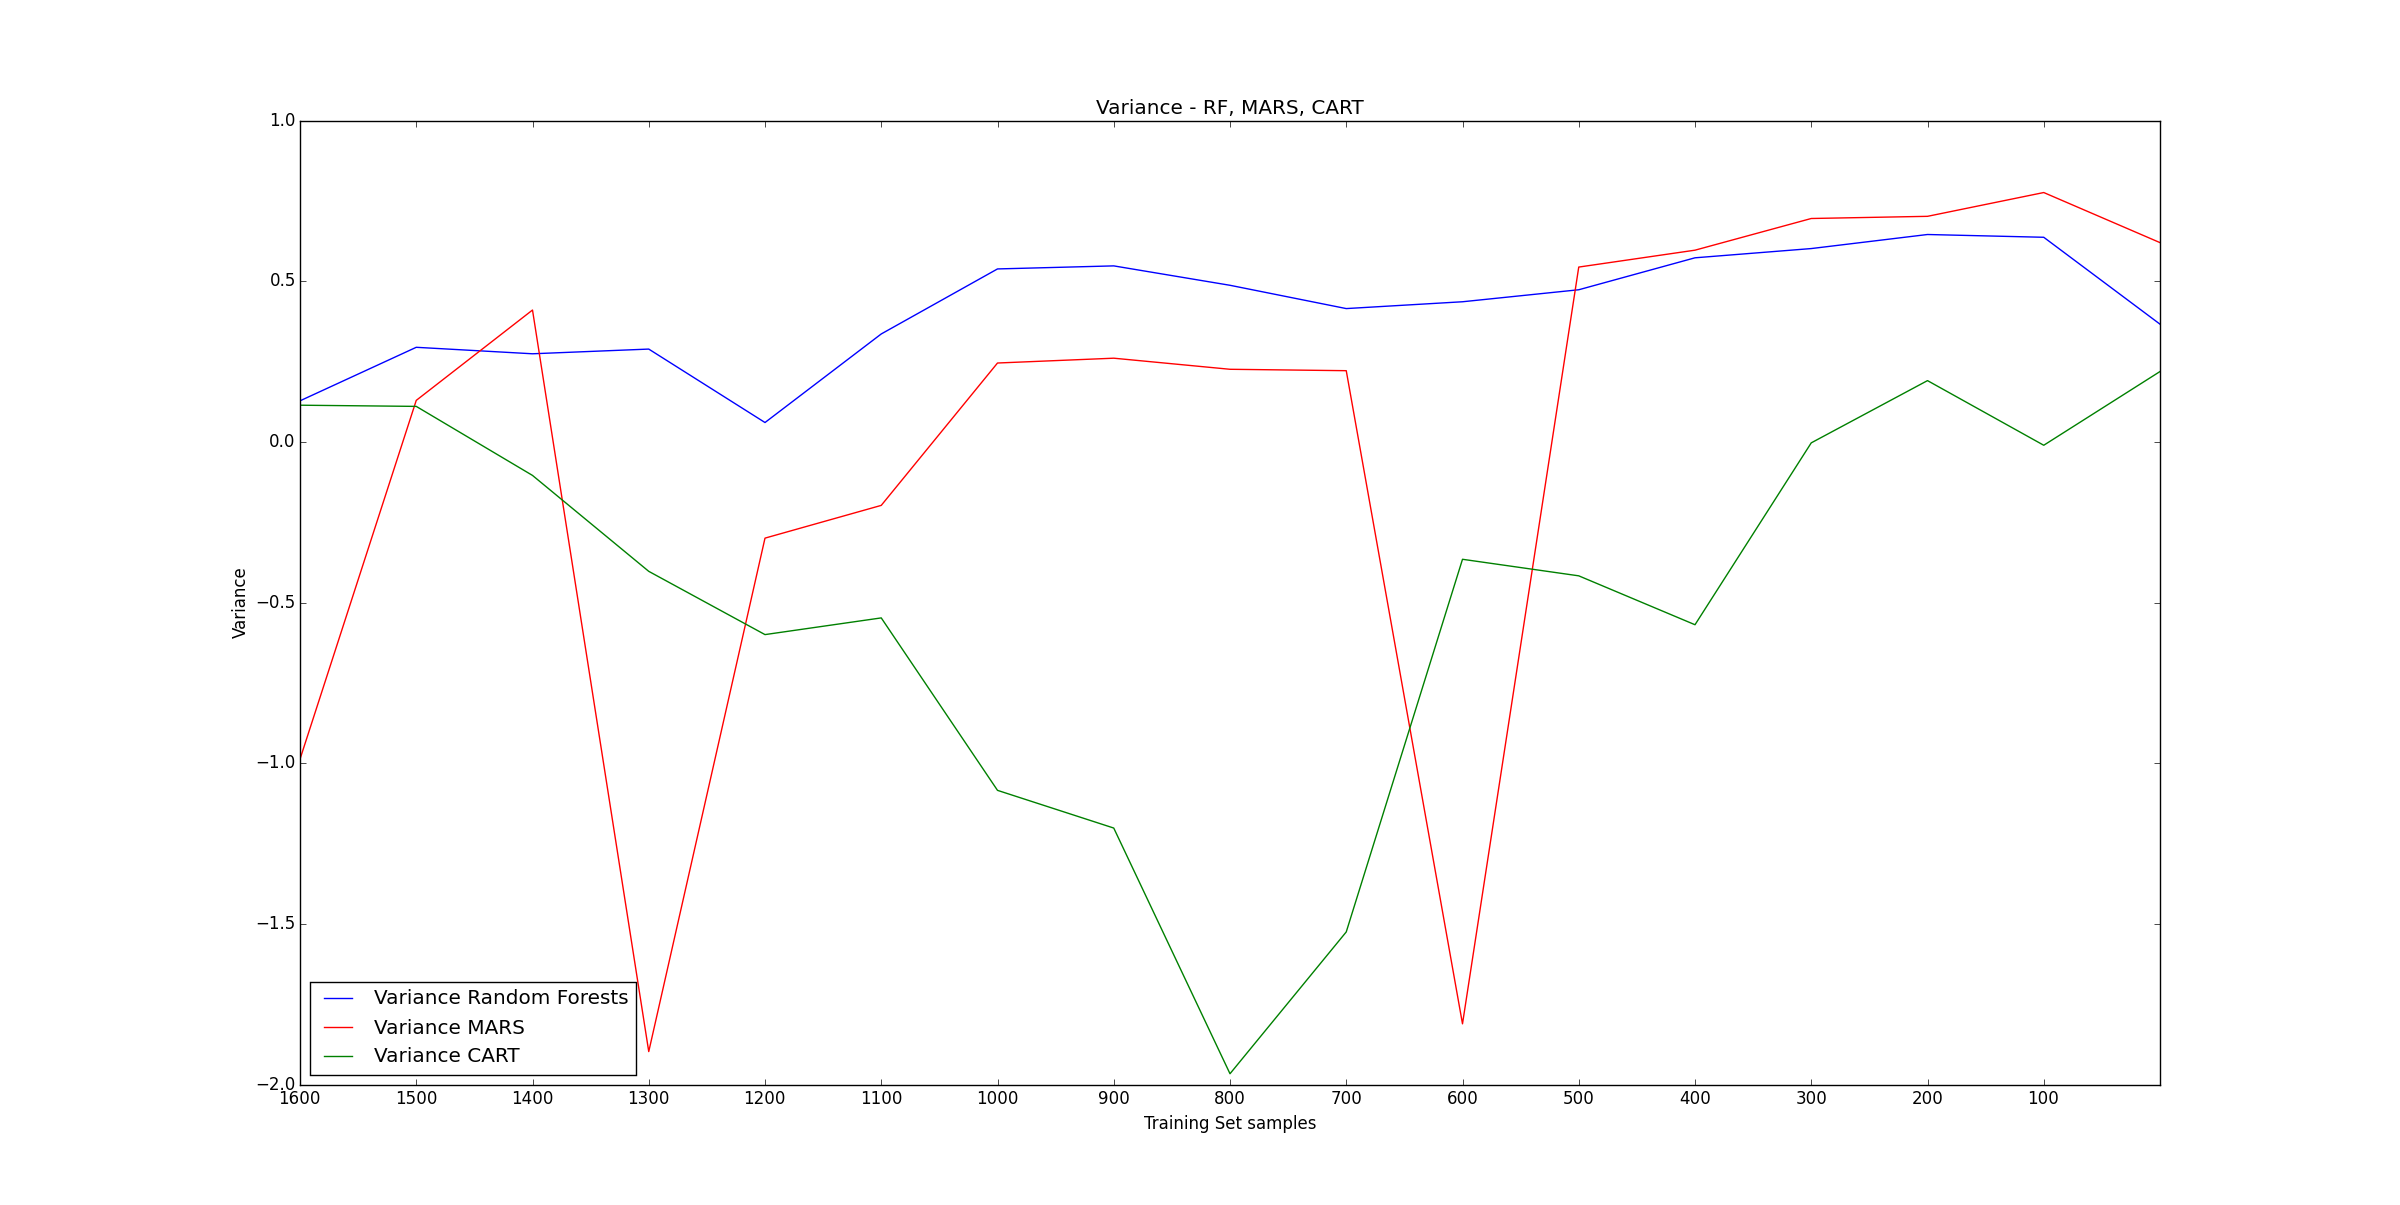 Variance - RF, MARS, CART
1.0
0.5
0.0
−0.5
−1.0
−1.5
−2.0
Variance
Variance Random Forests
Variance MARS
Variance CART
1600 1500 1400 1300 1200 1100 1000 900 800 700 600 500 400 300 200 100
Training Set samples